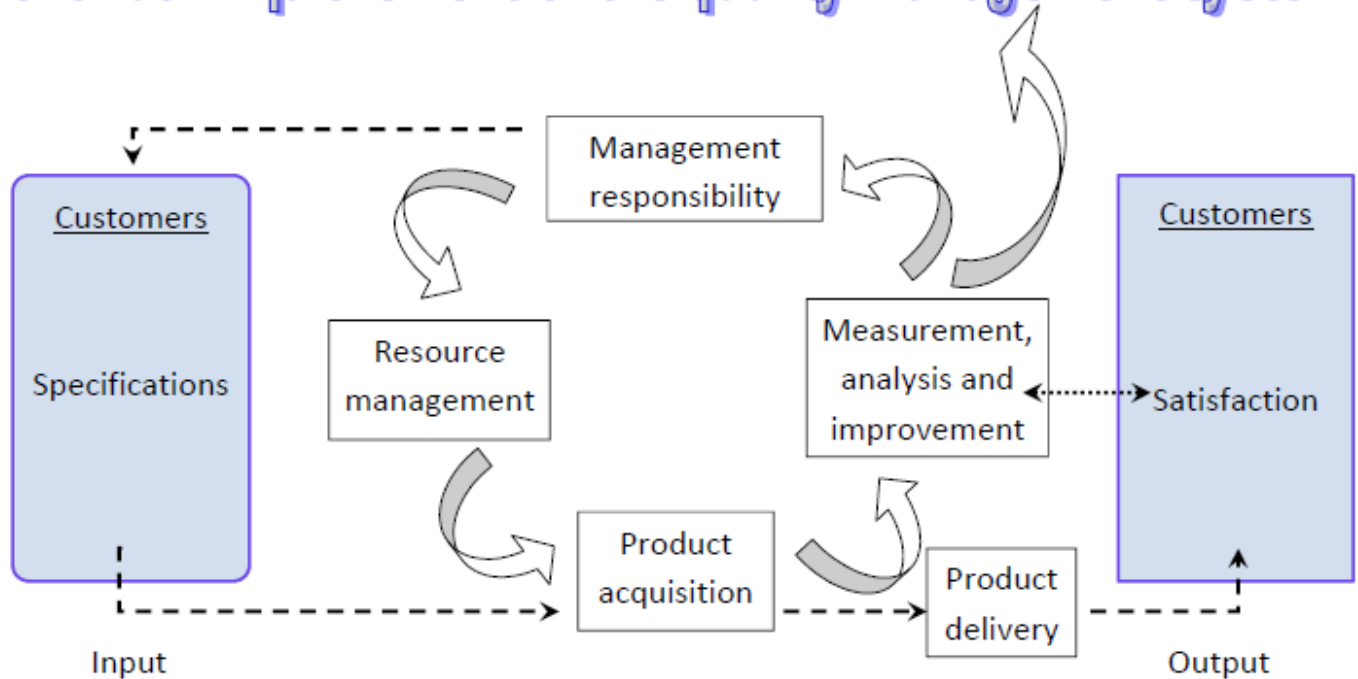 Management
responsibility
Customers
Specifications
Resource
management
Measurement,
analysis and
improvement
Customers
Satisfaction
Product
acquisition
Product
delivery
Input
Output